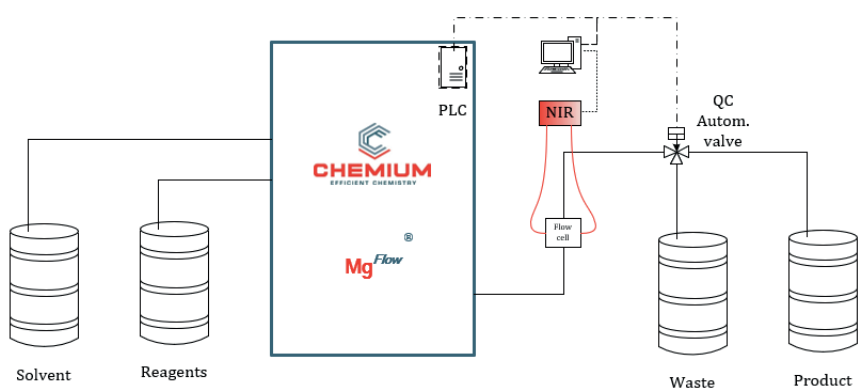 PLC
NIR
QC
Autom.
valve
CHEMIUM
EFFICIENT CHEMISTRY
Flow
cell
MgFlow®
Solvent
Reagents
Waste
Product